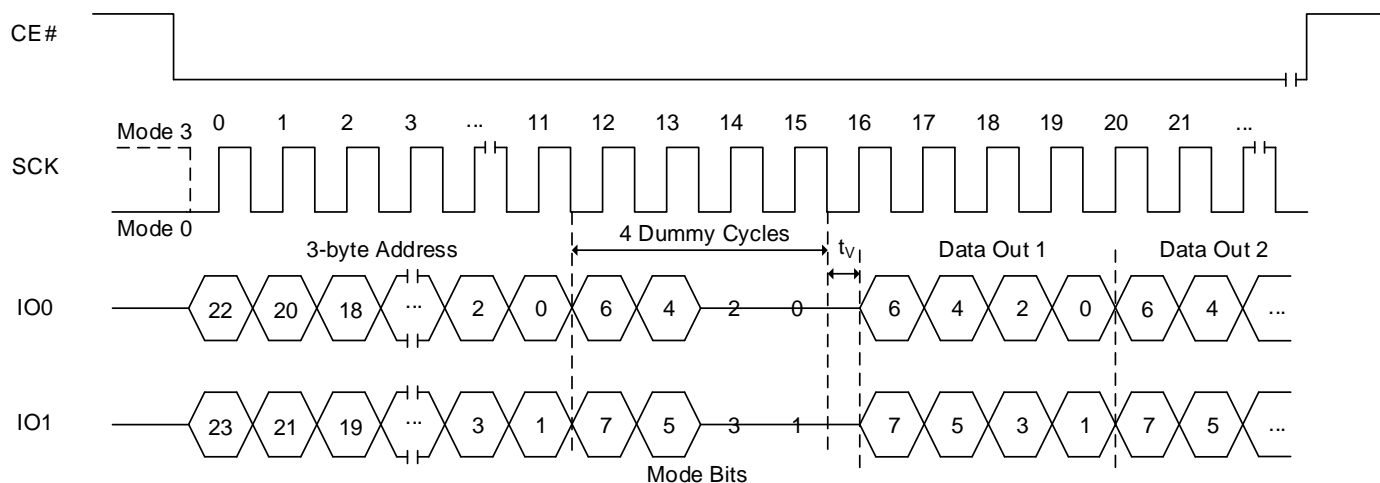 CE#
Mode 3 0 1 2 3 ... 11 12 13 14 15 16 17 18 19 20 21 ...
SCK
Mode 0
3-byte Address 4 Dummy Cycles tV Data Out 1 Data Out 2
IO0 22 20 18 ... 2 0 6 4 2 0 6 4 2 0 6 4 ...
IO1 23 21 19 ... 3 1 7 5 3 1 7 5 3 1 7 5 ...
Mode Bits